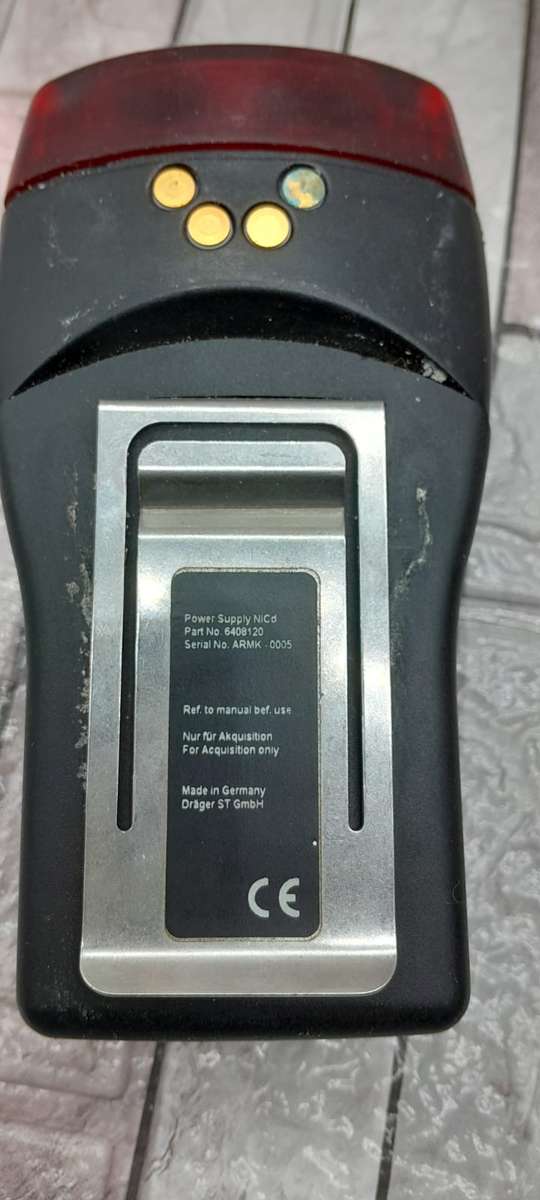 Power Supply NiCd
Part No. 6408120
Serial No. ARMK - 0005
Ref. to manual bef. use
Nur für Akquisition
For Acquisition only
Made in Germany
Dräger ST GmbH
CE